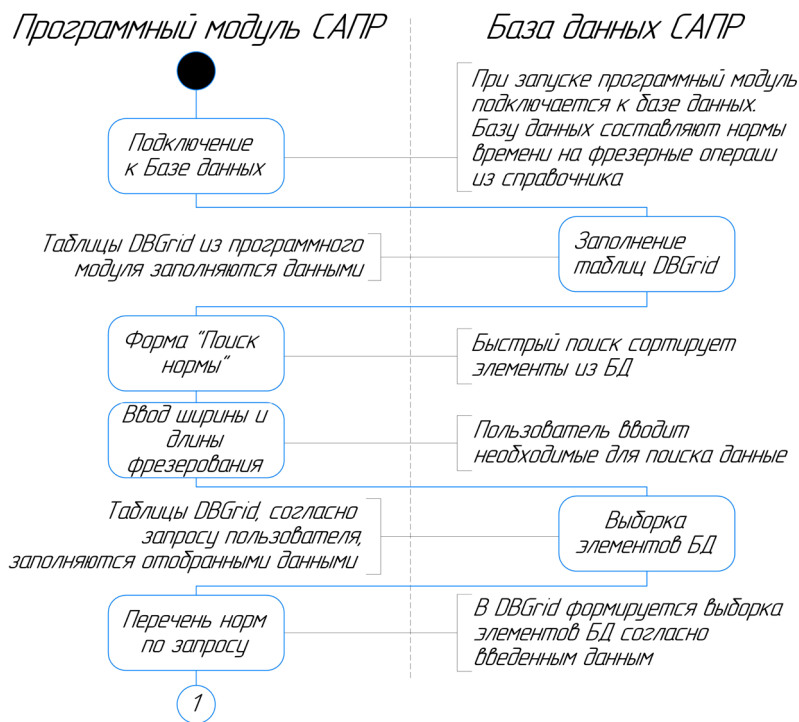 Программный модуль САПР
База данных САПР
При запуске программный модуль
подключается к базе данных.
Базу данных составляют нормы
времени на фрезерные операии
из справочника
Подключение
к Базе данных
Таблицы DBGrid из программного
модуля заполняются данными
Заполнение
таблиц DBGrid
Форма "Поиск
нормы"
Быстрый поиск сортирует
элементы из БД
Ввод ширины и
длины
фрезерования
Пользователь вводит
необходимые для поиска данные
Таблицы DBGrid, согласно
запросу пользователя,
заполняются отобранными данными
Выборка
элементов БД
Перечень норм
по запросу
В DBGrid формируется выборка
элементов БД согласно
введенным данным
1